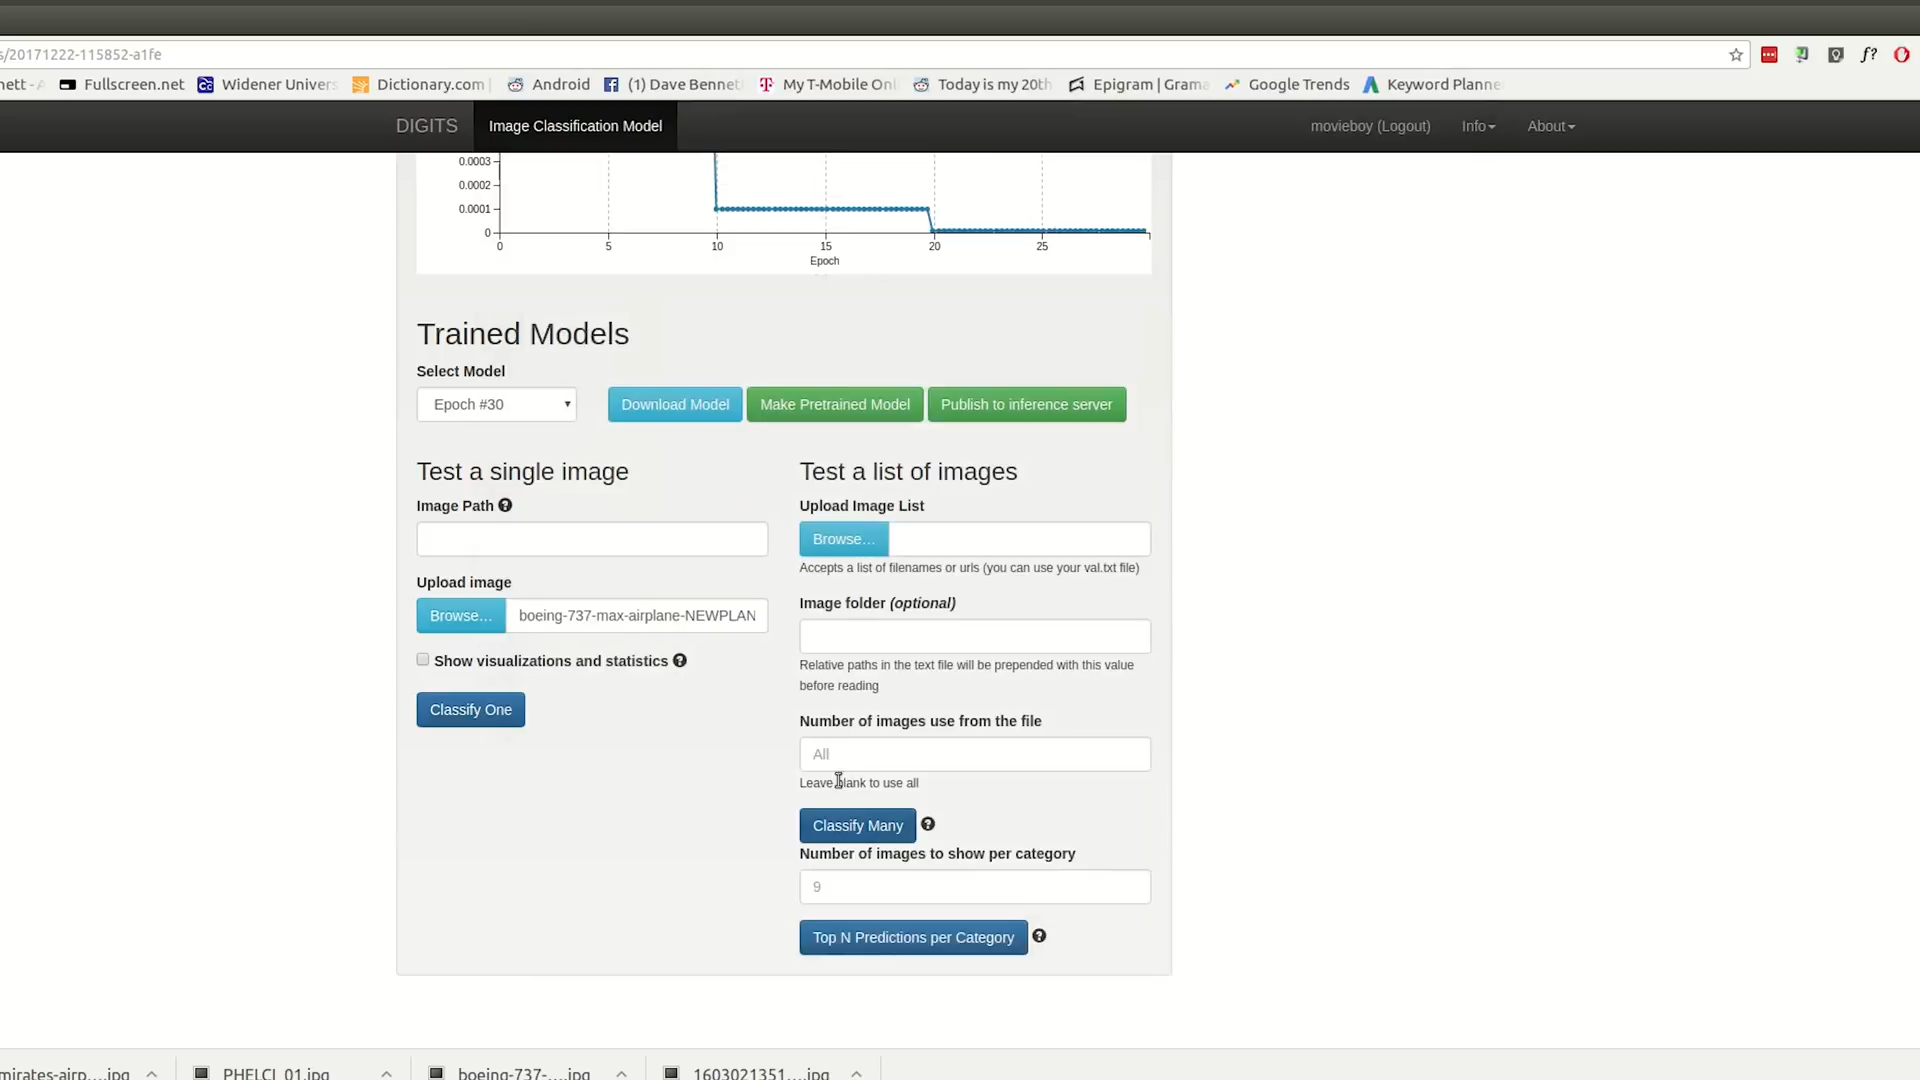 s/20171222-115852-a1fe
f?
nett - A Fullscreen.net Widener Univers Dictionary.com Android (1) Dave Bennet My T-Mobile Onl Today is my 20th Epigram | Grama Google Trends Keyword Planne
DIGITS Image Classification Model movieboy (Logout) Info About
0.0003
0.0002
0.0001
0
0 5 10 15 20 25
Epoch
Trained Models
Select Model
Epoch #30 Download Model Make Pretrained Model Publish to inference server
Test a single image
Image Path
Upload image
Browse... boeing-737-max-airplane-NEWPLAN
Show visualizations and statistics
Classify One
Test a list of images
Upload Image List
Browse...
Accepts a list of filenames or urls (you can use your val.txt file)
Image folder (optional)
Relative paths in the text file will be prepended with this value
before reading
Number of images use from the file
All
Leave blank to use all
Classify Many
Number of images to show per category
9
Top N Predictions per Category
mirates-airp....jpg PHELCI_01.jpg boeing-737-....jpg 1603021351....jpg